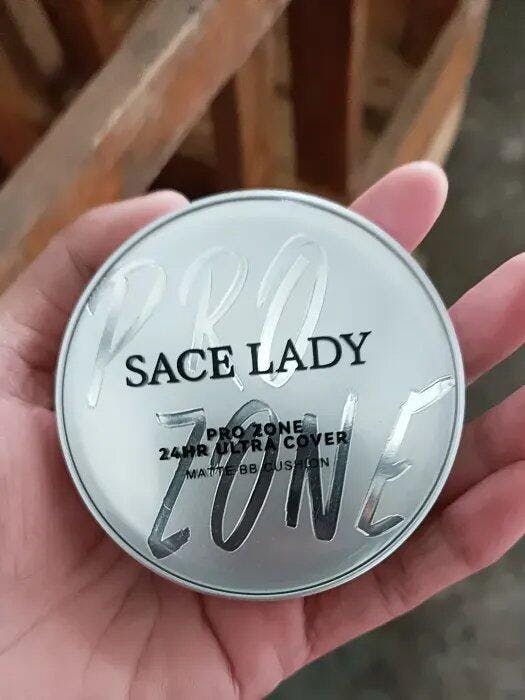 PRO
SACE LADY
ZONE
PRO ZONE
24HR ULTRA COVER
MATTE BB CUSHION